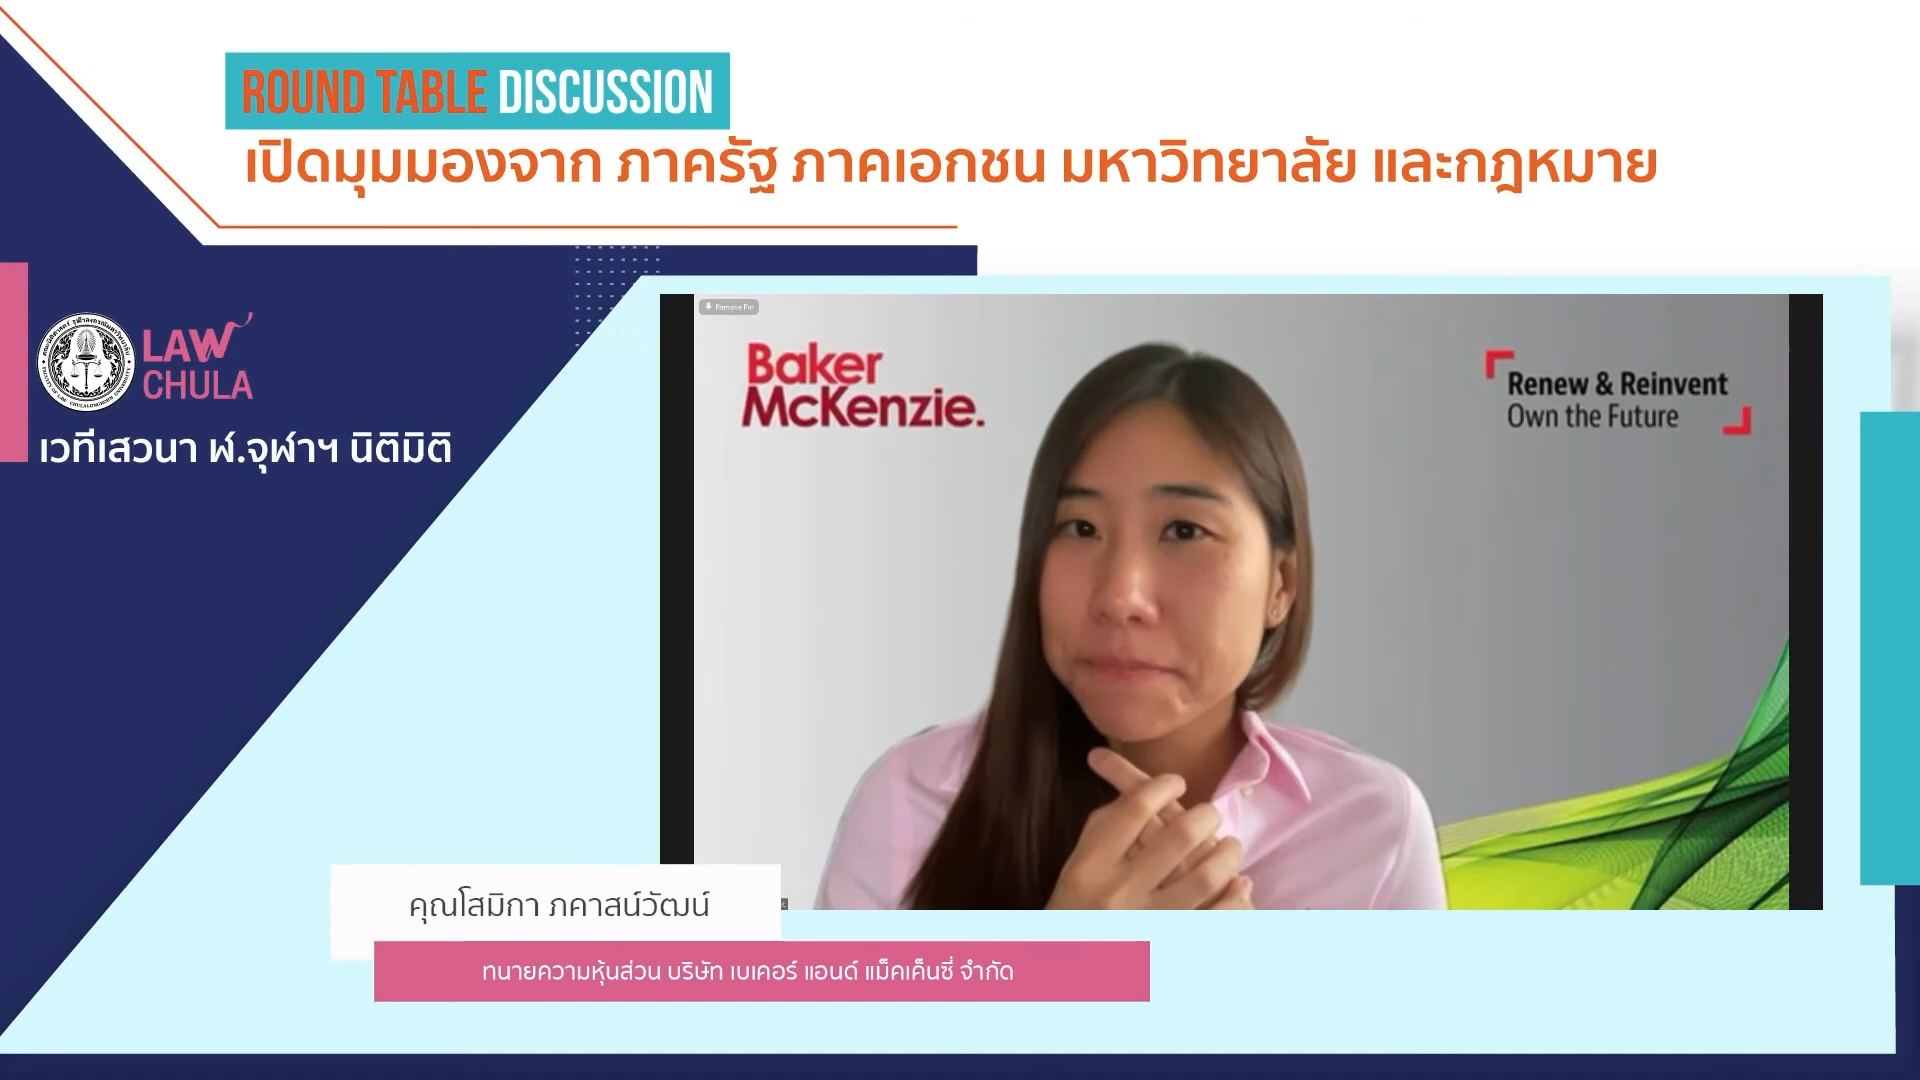 ROUND TABLE DISCUSSION
เปิดมุมมองจาก ภาครัฐ ภาคเอกชน มหาวิทยาลัย และกฎหมาย
LAW
CHULA
เวทีเสวนา ฬ.จุฬาฯ นิติมิติ
Remove Pin
Baker
McKenzie.
Renew & Reinvent
Own the Future
คุณโสมิกา ภคาสน์วัฒน์
ทนายความหุ้นส่วน บริษัท เบเคอร์ แอนด์ แม็คเค็นซี่ จำกัด